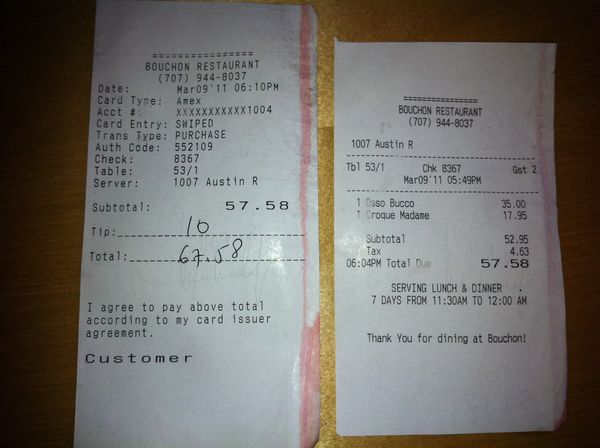 ================
BOUCHON RESTAURANT
(707) 944-8037
Date: Mar09'11 06:10PM
Card Type: Amex
Acct #: XXXXXXXXXXX1004
Card Entry: SWIPED
Trans Type: PURCHASE
Auth Code: 552109
Check: 8367
Table: 53/1
Server: 1007 Austin R
Subtotal: 57.58
Tip: 10
Total: 67.58
I agree to pay above total
according to my card issuer
agreement.
Customer
================
BOUCHON RESTAURANT
(707) 944-8037
1007 Austin R
Tbl 53/1 Chk 8367 Gst 2
Mar09'11 05:49PM
1 Osso Bucco 35.00
1 Croque Madame 17.95
Subtotal 52.95
Tax 4.63
06:04PM Total Due 57.58
SERVING LUNCH & DINNER .
7 DAYS FROM 11:30AM TO 12:00 AM
Thank You for dining at Bouchon!